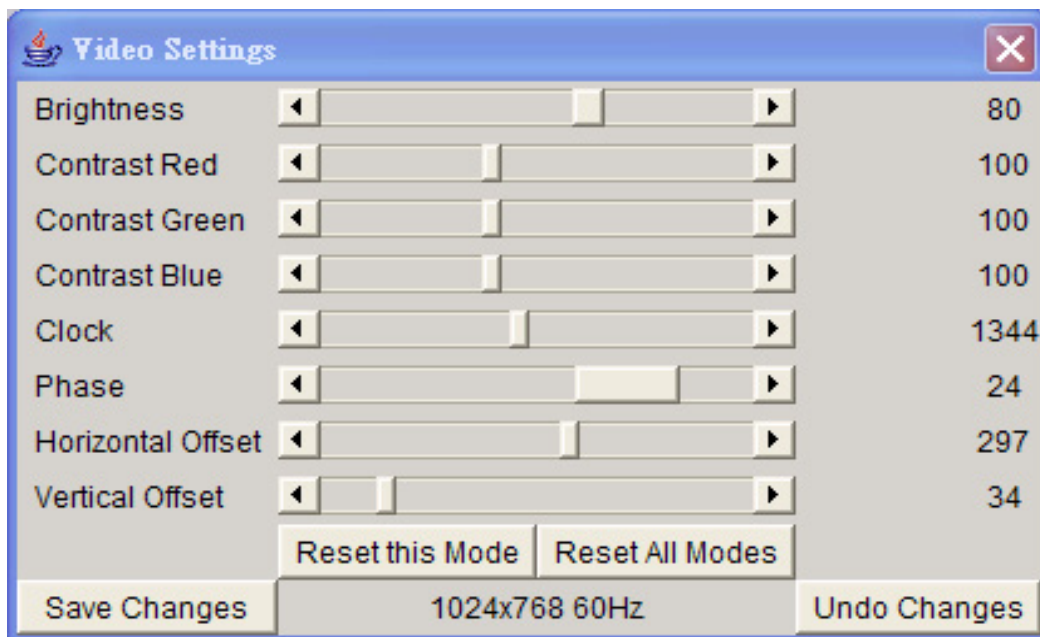 Video Settings
Brightness 80
Contrast Red 100
Contrast Green 100
Contrast Blue 100
Clock 1344
Phase 24
Horizontal Offset 297
Vertical Offset 34
Reset this Mode Reset All Modes
Save Changes 1024x768 60Hz Undo Changes